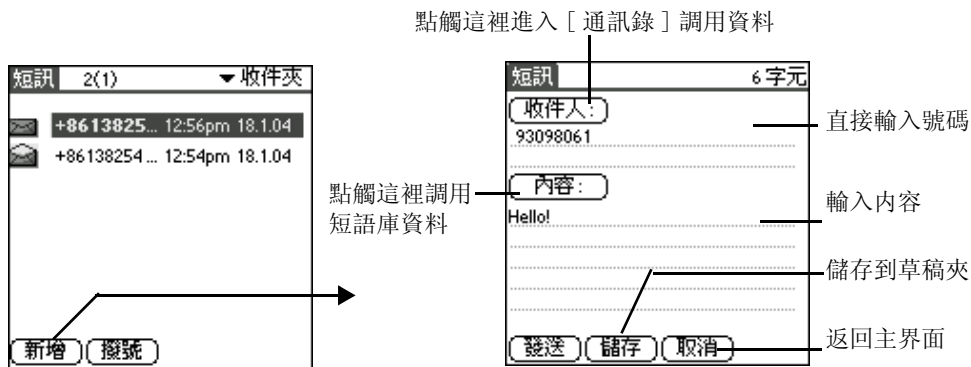 點觸這裡進入 [ 通訊錄 ] 調用資料
短訊 2(1) 收件夾
+8613825... 12:56pm 18.1.04
+86138254... 12:54pm 18.1.04
新增 撥號
短訊 6 字元
收件人:
93098061
直接輸入號碼
點觸這裡調用
短語庫資料
內容:
Hello!
輸入內容
儲存到草稿夾
發送 儲存 取消
返回主界面